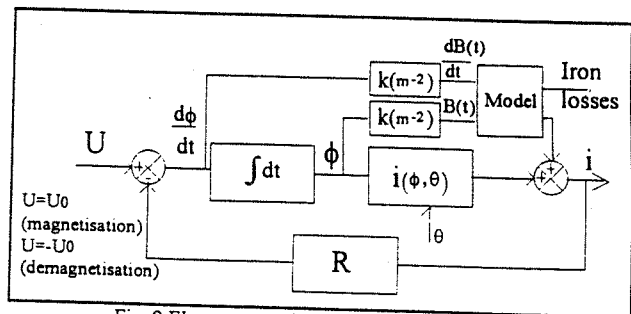 dB(t)
dt
k(m-2)
Iron
losses
dϕ
dt
k(m-2)
B(t)
Model
U
∫dt
ϕ
i(ϕ,θ)
i
U=U0
(magnetisation)
U=-U0
(demagnetisation)
θ
R